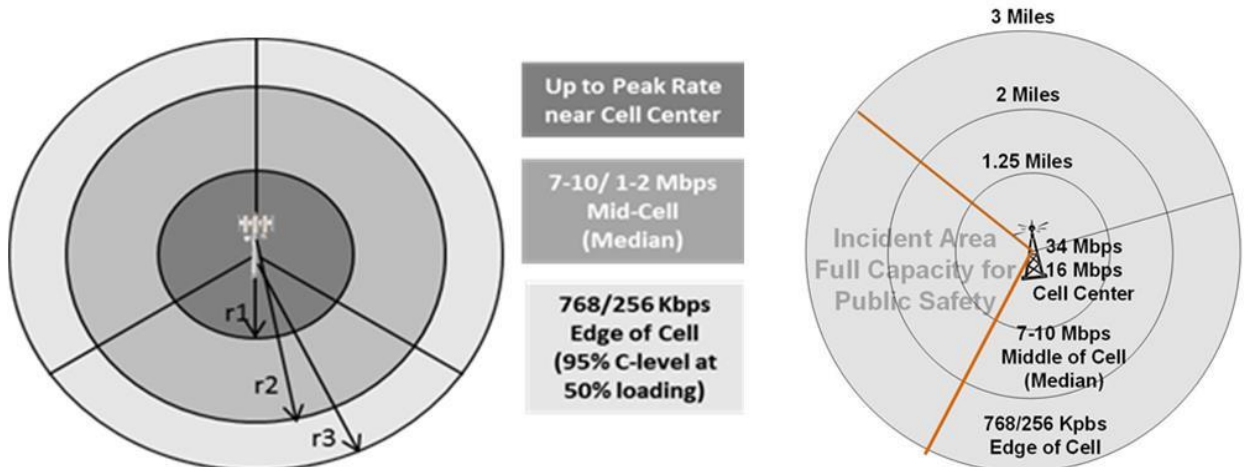 r1
r2
r3
Up to Peak Rate
near Cell Center
7-10/ 1-2 Mbps
Mid-Cell
(Median)
768/256 Kbps
Edge of Cell
(95% C-level at
50% loading)
3 Miles
2 Miles
1.25 Miles
Incident Area
Full Capacity for
Public Safety
34 Mbps
16 Mbps
Cell Center
7-10 Mbps
Middle of Cell
(Median)
768/256 Kpbs
Edge of Cell